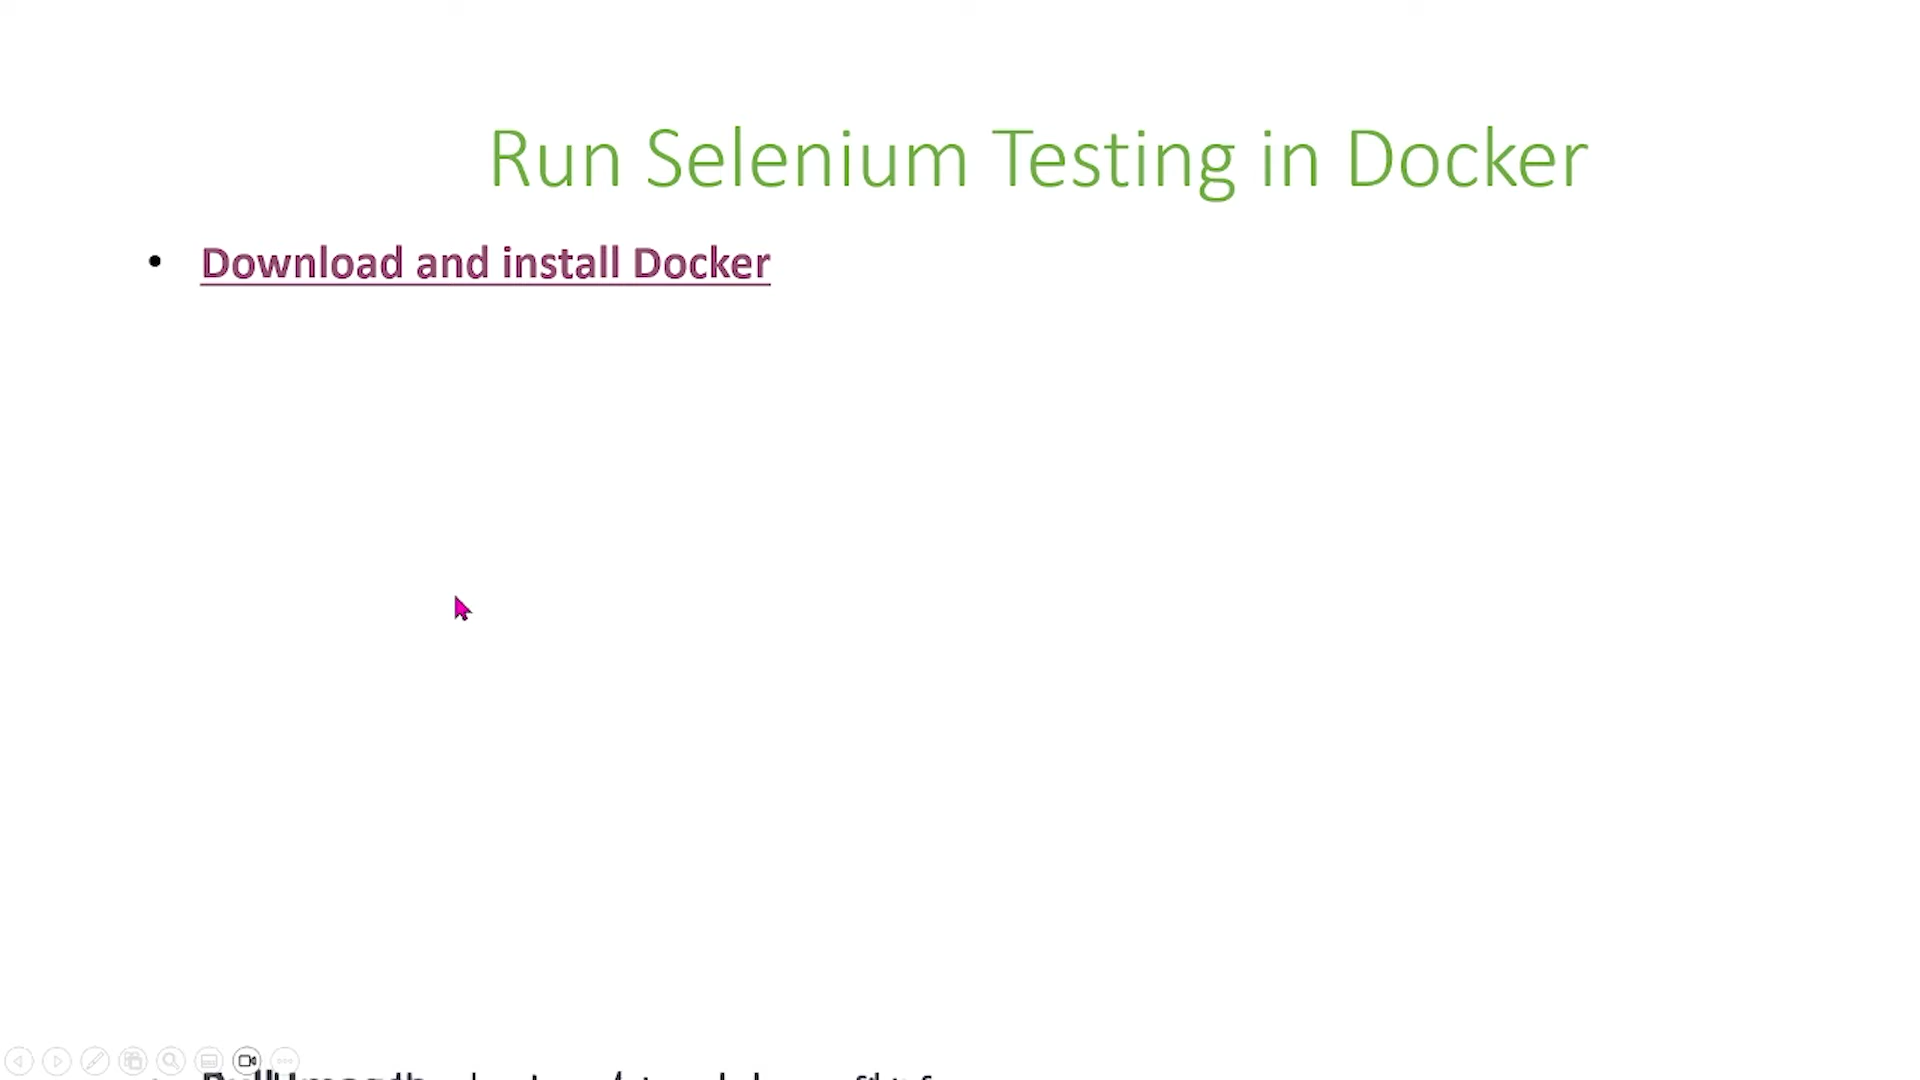 Run Selenium Testing in Docker
• Download and install Docker